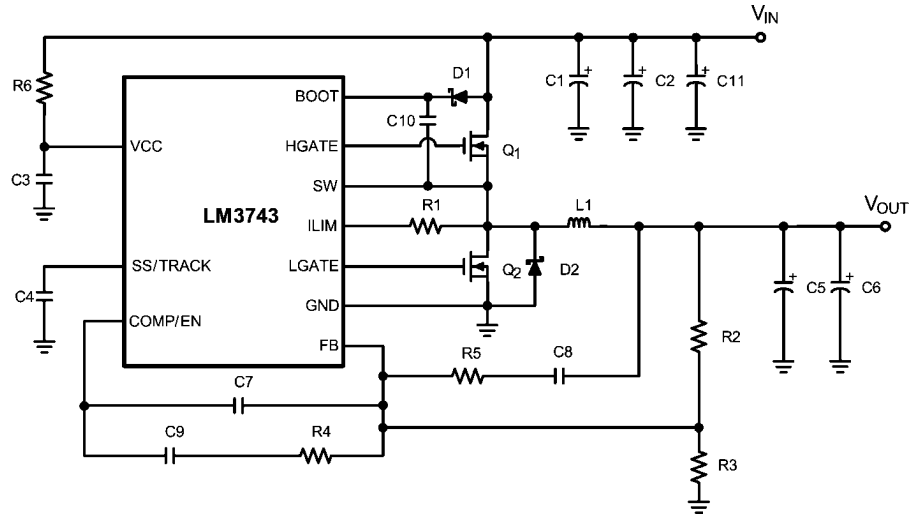 VIN
R6
D1
C1
C2
C11
BOOT
C10
HGATE
Q1
VCC
C3
SW
LM3743
R1
L1
VOUT
ILIM
SS/TRACK
LGATE
Q2
D2
C4
C5
C6
GND
COMP/EN
FB
R2
R5
C8
C7
C9
R4
R3